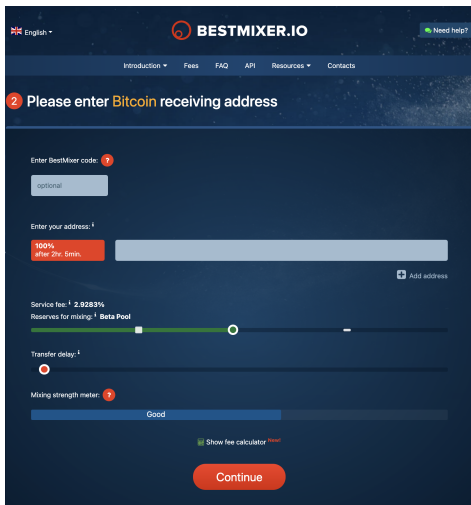 English
BESTMIXER.IO
Need help?
Introduction Fees FAQ API Resources Contacts
2 Please enter Bitcoin receiving address
Enter BestMixer code: ?
optional
Enter your address: i
100%
after 2hr. 5min.
+ Add address
Service fee: i 2.9283%
Reserves for mixing: i Beta Pool
Transfer delay: i
Mixing strength meter: ?
Good
Show fee calculator New!
Continue